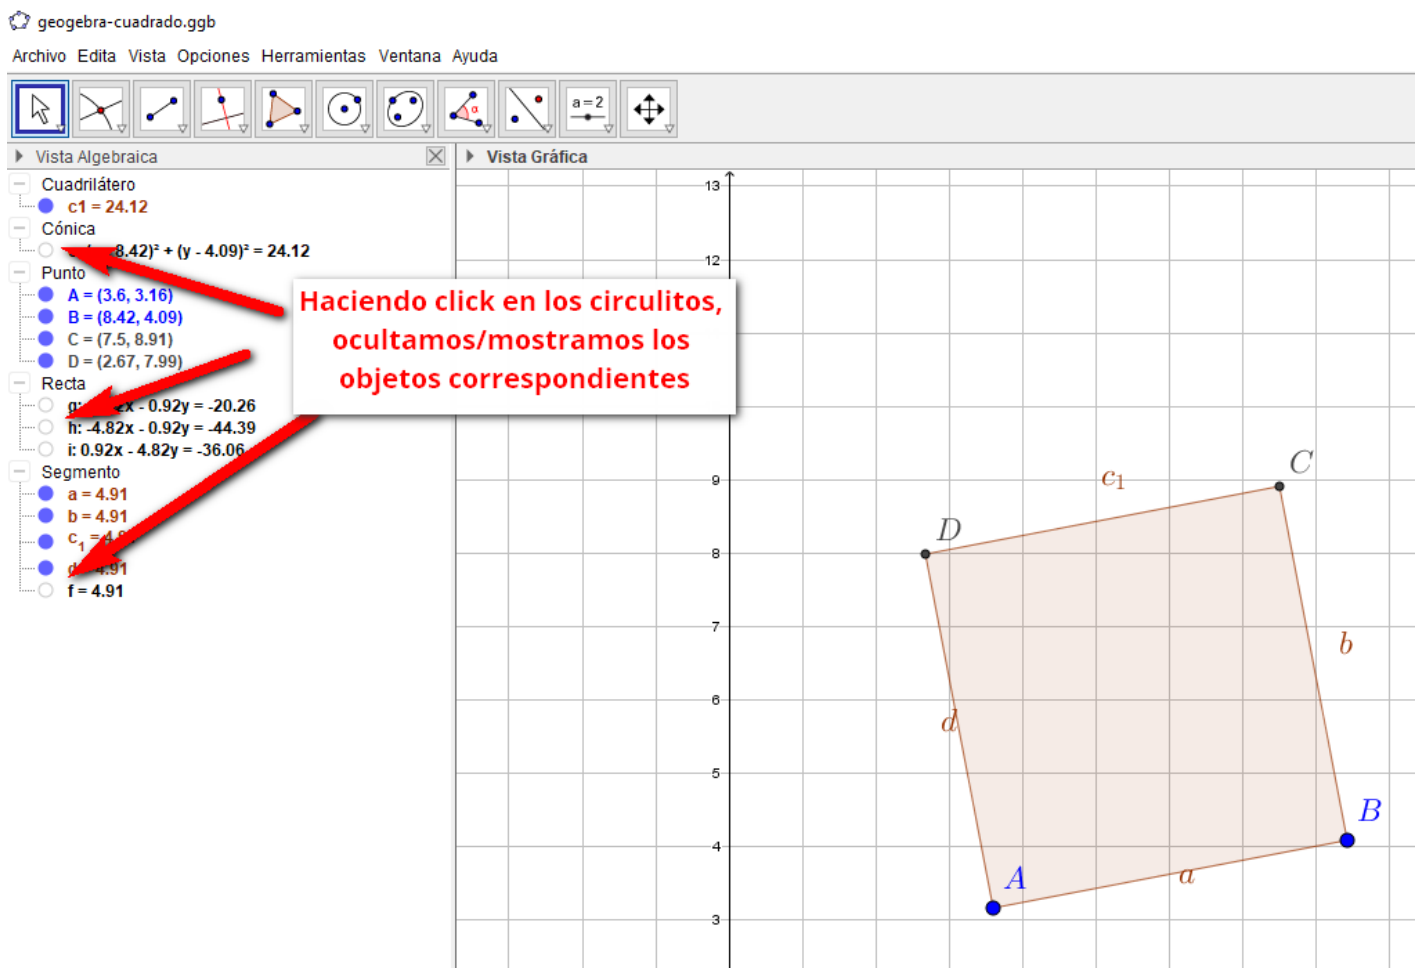 geogebra-cuadrado.ggb
Archivo Edita Vista Opciones Herramientas Ventana Ayuda
α
a=2
Vista Algebraica
Vista Gráfica
Cuadrilátero
c1 = 24.12
Cónica
8.42)² + (y - 4.09)² = 24.12
Punto
A = (3.6, 3.16)
B = (8.42, 4.09)
C = (7.5, 8.91)
D = (2.67, 7.99)
Recta
g: 2x - 0.92y = -20.26
h: -4.82x - 0.92y = -44.39
i: 0.92x - 4.82y = -36.06
Segmento
a = 4.91
b = 4.91
c₁ = 4.9
d = 4.91
f = 4.91
Haciendo click en los circulitos,
ocultamos/mostramos los
objetos correspondientes
13
12
9
8
7
6
5
4
3
c₁
C
D
b
d
B
A
a